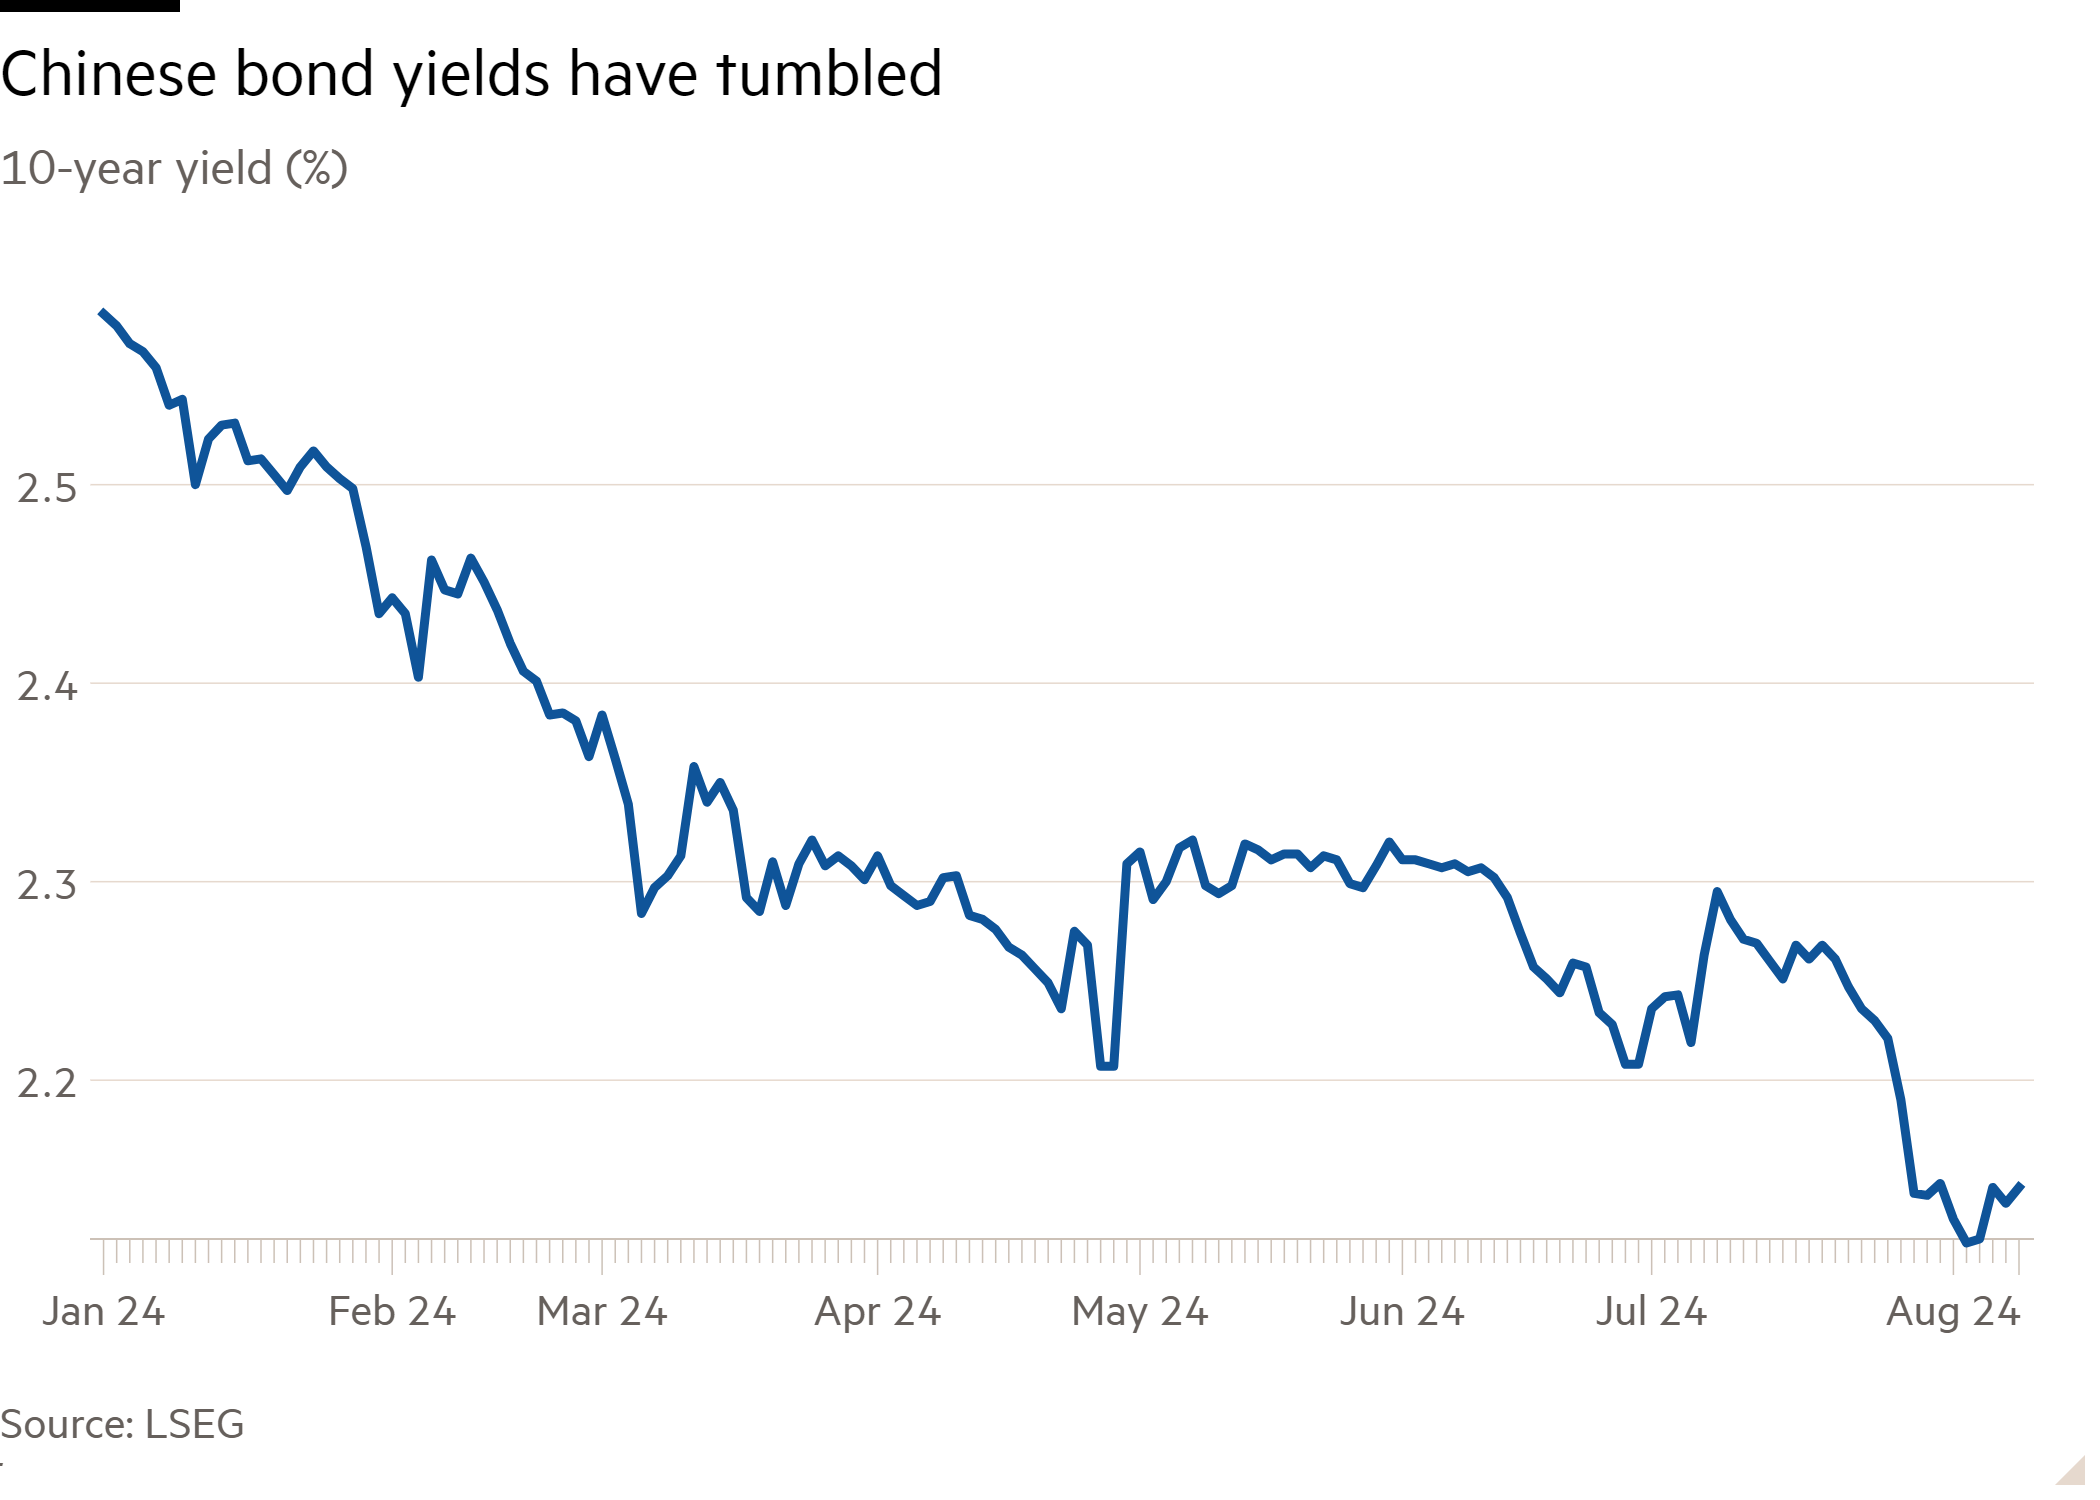 Chinese bond yields have tumbled
10-year yield (%)
2.5
2.4
2.3
2.2
Jan 24 Feb 24 Mar 24 Apr 24 May 24 Jun 24 Jul 24 Aug 24
Source: LSEG